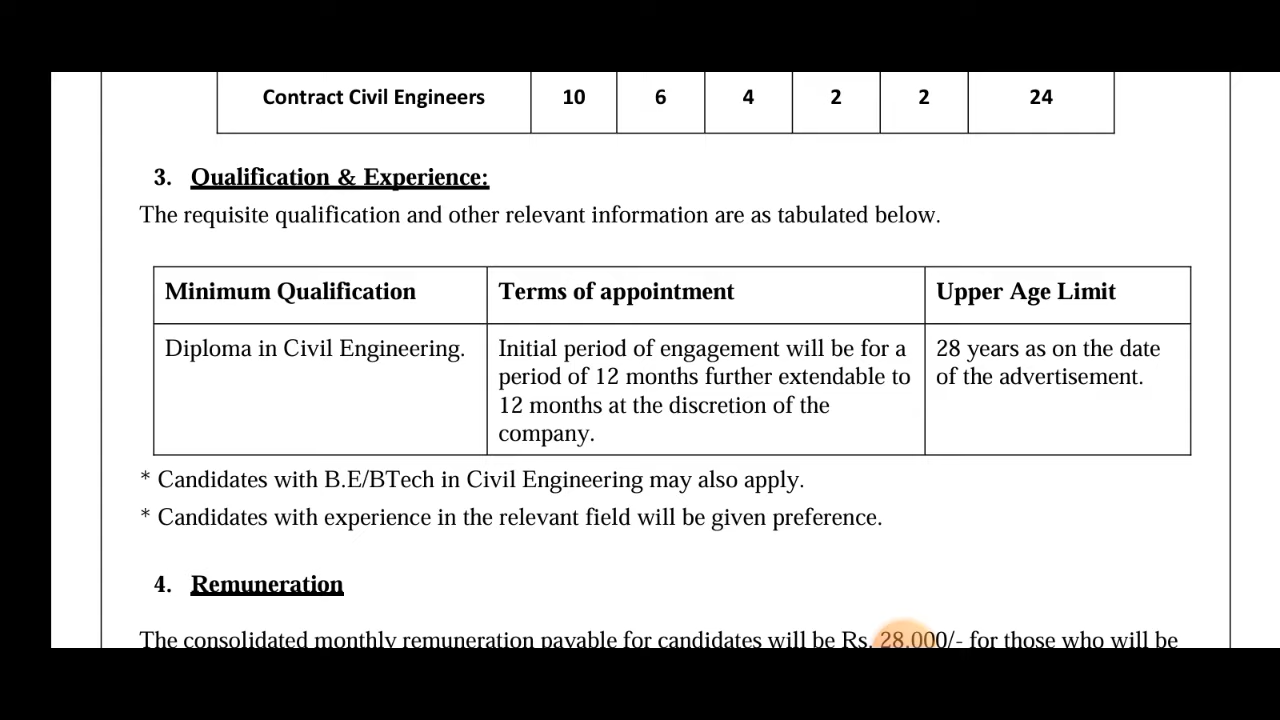 Contract Civil Engineers 10 6 4 2 2 24
3. Qualification & Experience:
The requisite qualification and other relevant information are as tabulated below.
Minimum Qualification Terms of appointment Upper Age Limit
Diploma in Civil Engineering. Initial period of engagement will be for a 28 years as on the date
period of 12 months further extendable to of the advertisement.
12 months at the discretion of the
company.
* Candidates with B.E/BTech in Civil Engineering may also apply.
* Candidates with experience in the relevant field will be given preference.
4. Remuneration
The consolidated monthly remuneration payable for candidates will be Rs. 28,000/- for those who will be